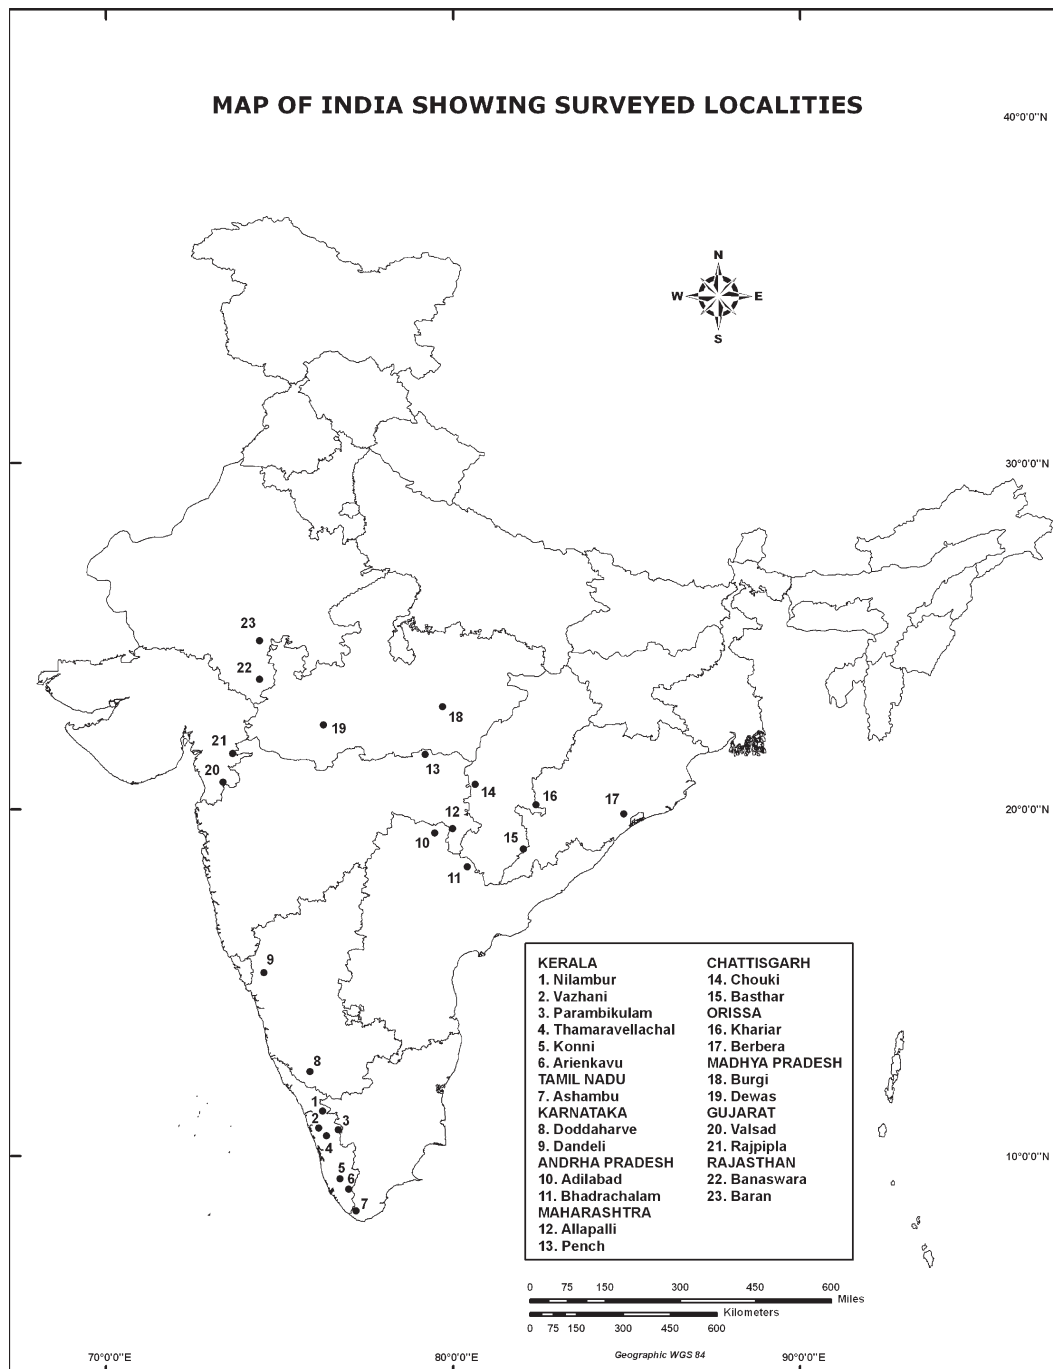 MAP OF INDIA SHOWING SURVEYED LOCALITIES
40°0'0"N
N
W E
S
30°0'0"N
23
22
18
19
21
13
20
14
16
17
20°0'0"N
12
10
15
11
9
8
1
2 3
4
10°0'0"N
5
6
7
KERALA
1. Nilambur
2. Vazhani
3. Parambikulam
4. Thamaravellachal
5. Konni
6. Arienkavu
TAMIL NADU
7. Ashambu
KARNATAKA
8. Doddaharve
9. Dandeli
ANDRHA PRADESH
10. Adilabad
11. Bhadrachalam
MAHARASHTRA
12. Allapalli
13. Pench
CHATTISGARH
14. Chouki
15. Basthar
ORISSA
16. Khariar
17. Berbera
MADHYA PRADESH
18. Burgi
19. Dewas
GUJARAT
20. Valsad
21. Rajpipla
RAJASTHAN
22. Banaswara
23. Baran
0 75 150 300 450 600
Miles
Kilometers
0 75 150 300 450 600
Geographic WGS 84
70°0'0"E 80°0'0"E 90°0'0"E